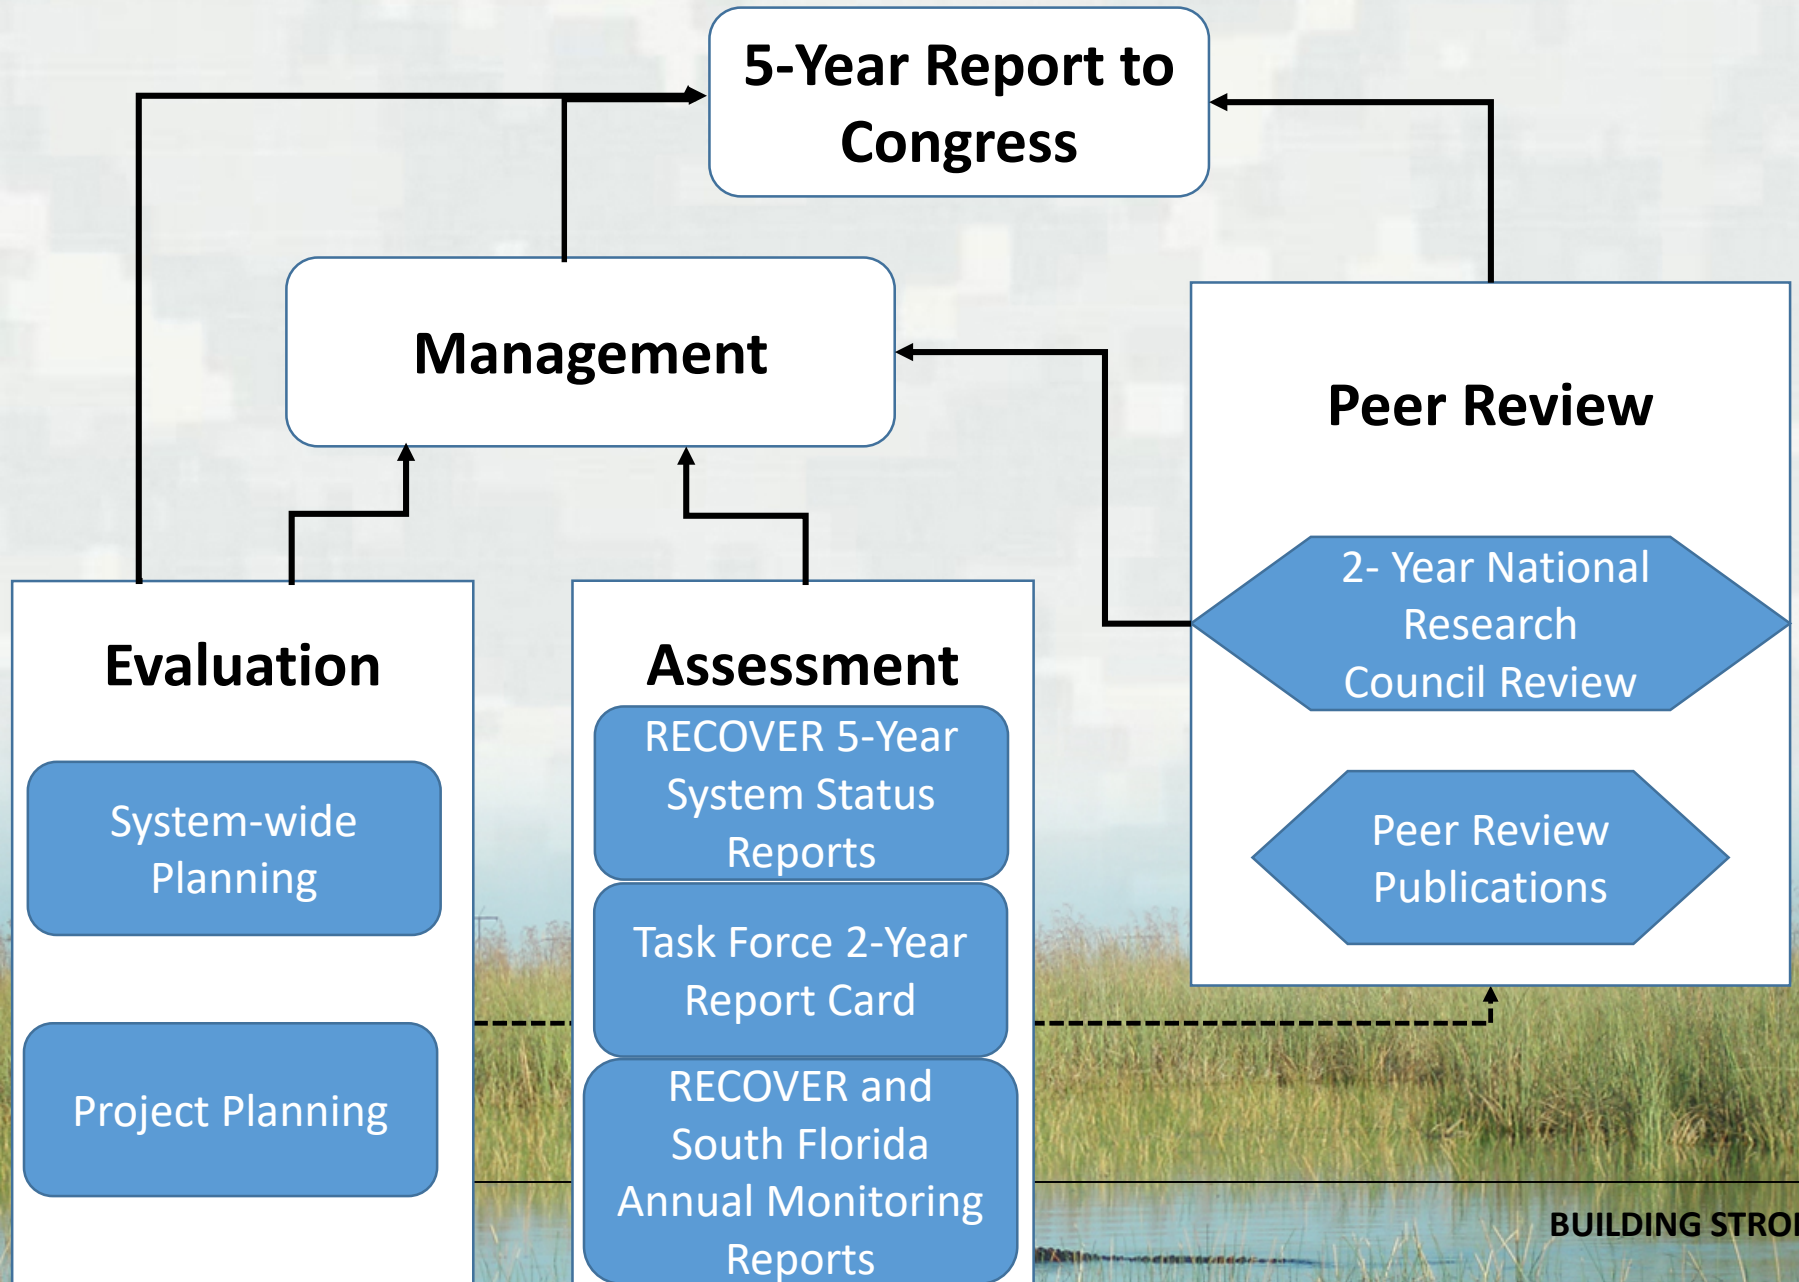 5-Year Report to
Congress
Management
Peer Review
2- Year National
Research
Council Review
Peer Review
Publications
Evaluation
System-wide
Planning
Project Planning
Assessment
RECOVER 5-Year
System Status
Reports
Task Force 2-Year
Report Card
RECOVER and
South Florida
Annual Monitoring
Reports
BUILDING